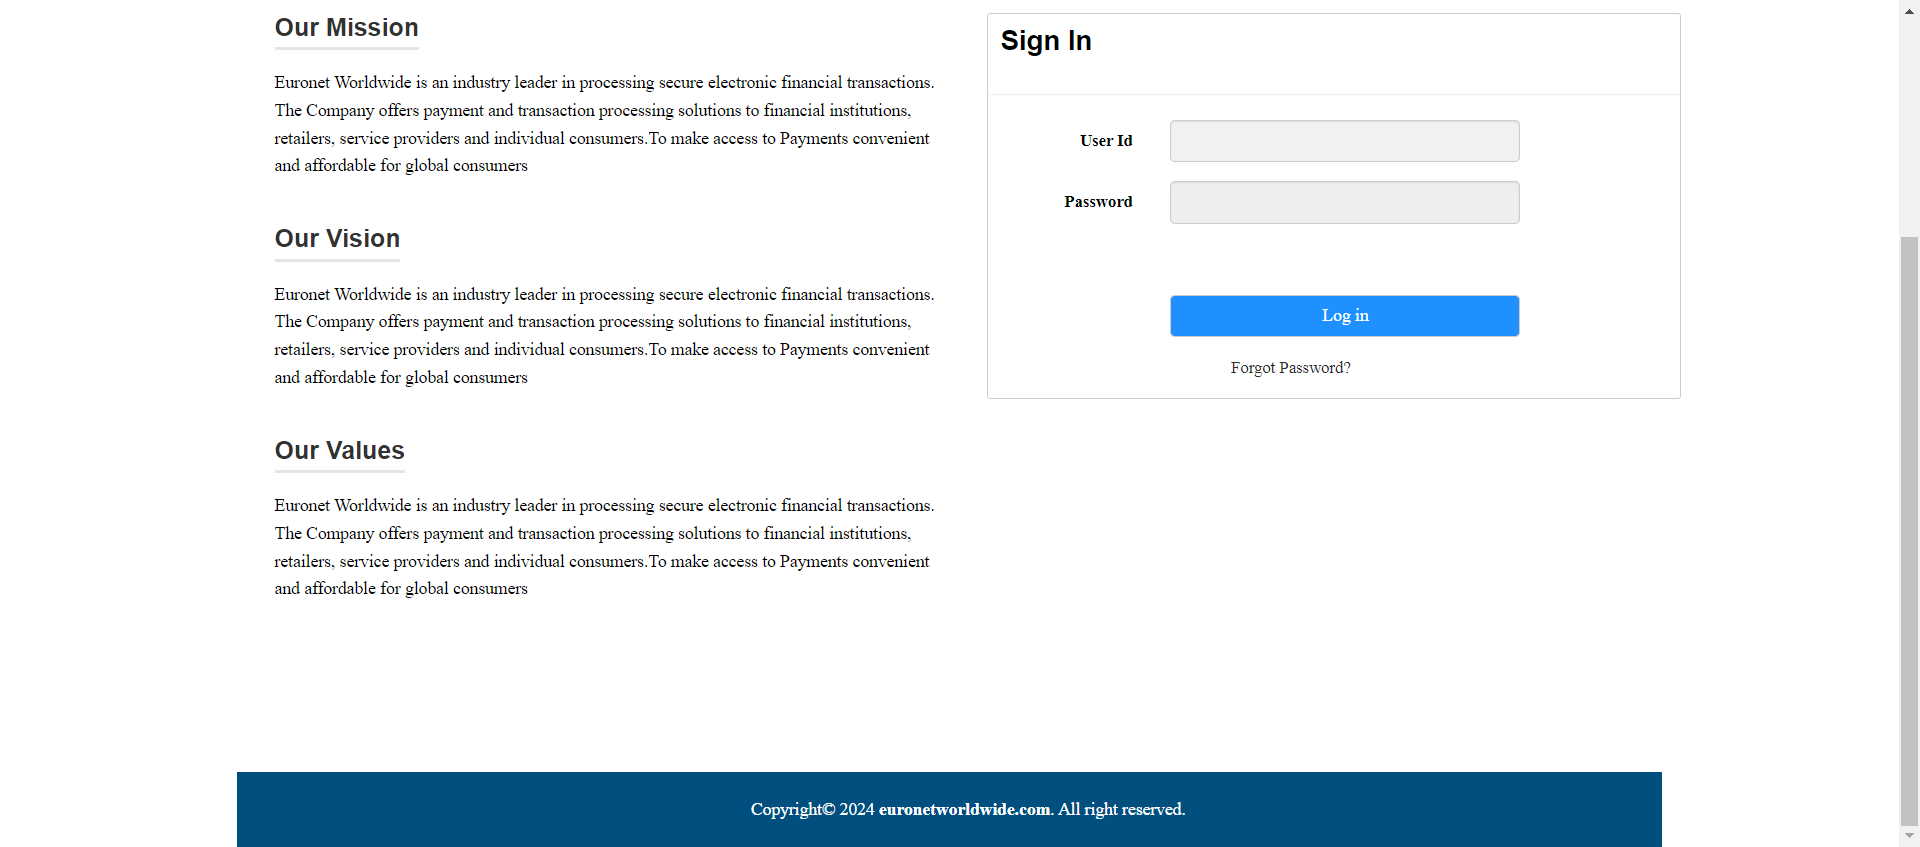 Our Mission
Euronet Worldwide is an industry leader in processing secure electronic financial transactions.
The Company offers payment and transaction processing solutions to financial institutions,
retailers, service providers and individual consumers.To make access to Payments convenient
and affordable for global consumers
Our Vision
Euronet Worldwide is an industry leader in processing secure electronic financial transactions.
The Company offers payment and transaction processing solutions to financial institutions,
retailers, service providers and individual consumers.To make access to Payments convenient
and affordable for global consumers
Our Values
Euronet Worldwide is an industry leader in processing secure electronic financial transactions.
The Company offers payment and transaction processing solutions to financial institutions,
retailers, service providers and individual consumers.To make access to Payments convenient
and affordable for global consumers
Sign In
User Id
Password
Log in
Forgot Password?
Copyright© 2024 euronetworldwide.com. All right reserved.